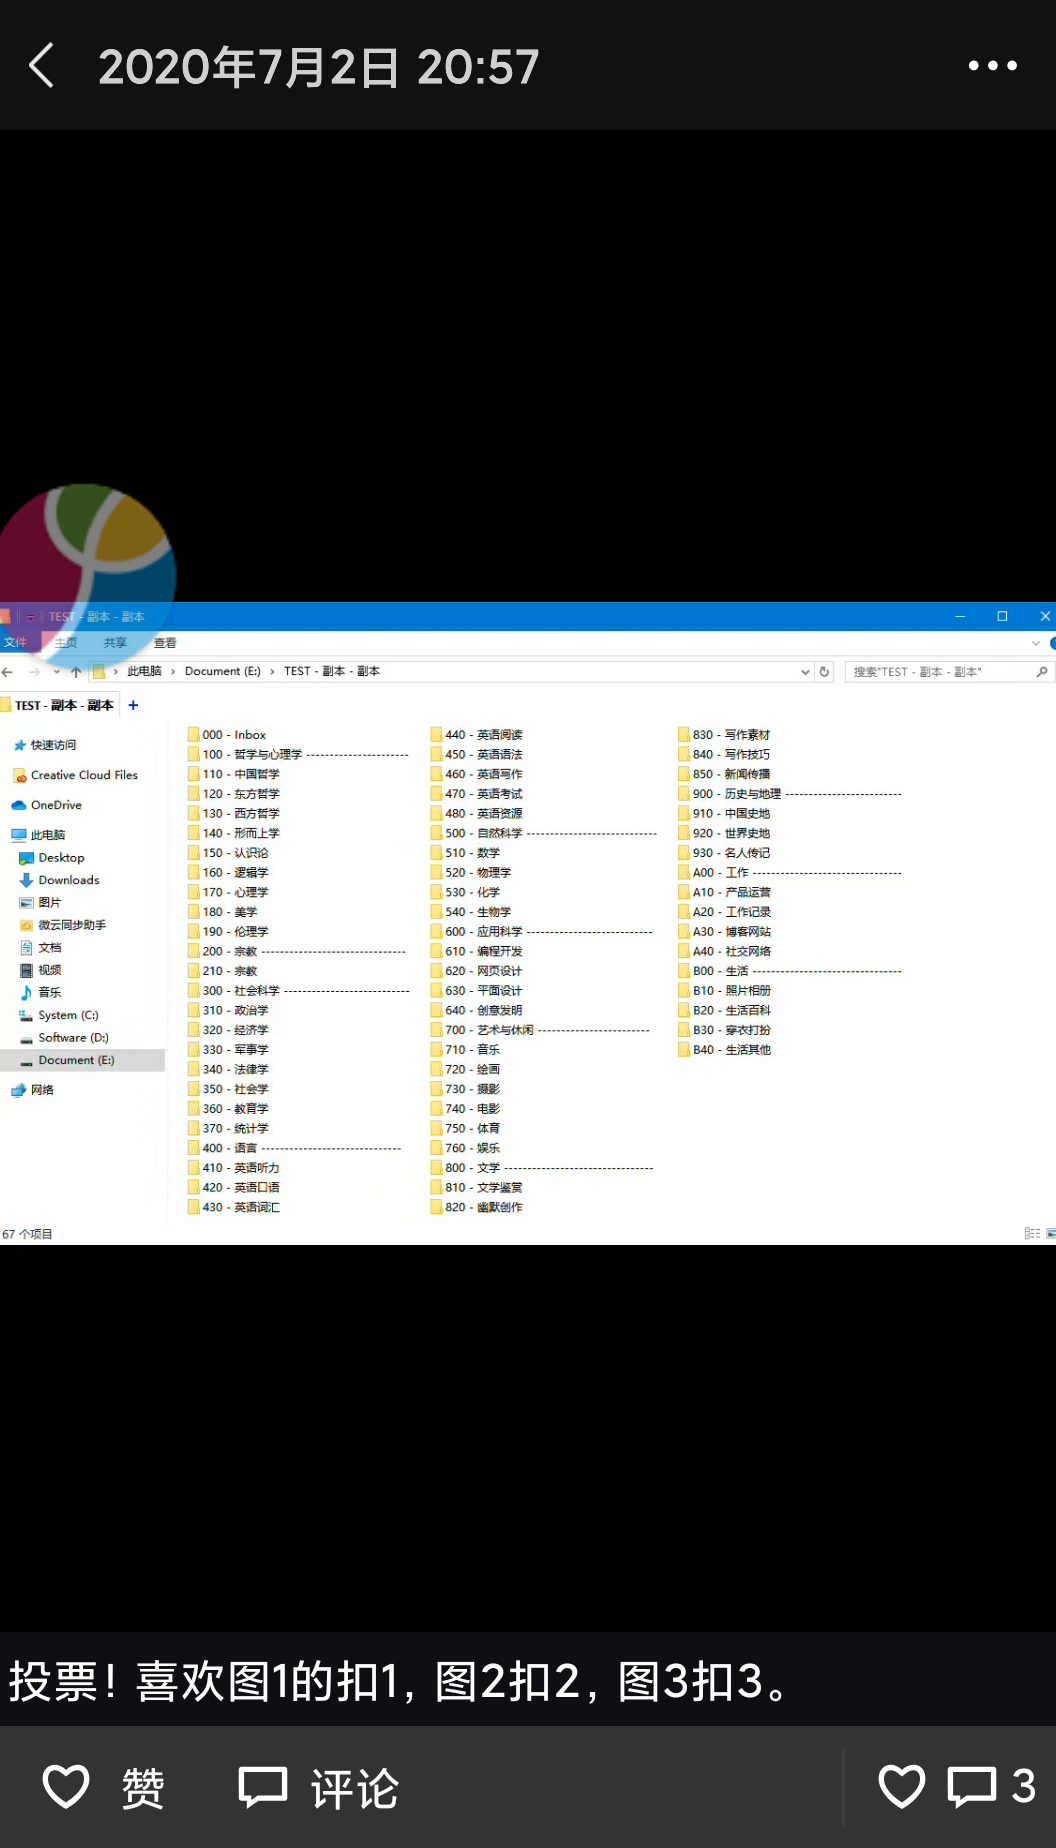 2020年7月2日 20:57
TEST - 副本 - 副本
文件 主页 共享 查看
此电脑 › Document (E:) › TEST - 副本 - 副本
搜索"TEST - 副本 - 副本"
TEST - 副本 - 副本 +
快速访问
Creative Cloud Files
OneDrive
此电脑
Desktop
Downloads
图片
微云同步助手
文档
视频
音乐
System (C:)
Software (D:)
Document (E:)
网络
000 - Inbox
100 - 哲学与心理学 ----------------------
110 - 中国哲学
120 - 东方哲学
130 - 西方哲学
140 - 形而上学
150 - 认识论
160 - 逻辑学
170 - 心理学
180 - 美学
190 - 伦理学
200 - 宗教 -------------------------------
210 - 宗教
300 - 社会科学 ---------------------------
310 - 政治学
320 - 经济学
330 - 军事学
340 - 法律学
350 - 社会学
360 - 教育学
370 - 统计学
400 - 语言 ------------------------------
410 - 英语听力
420 - 英语口语
430 - 英语词汇
440 - 英语阅读
450 - 英语语法
460 - 英语写作
470 - 英语考试
480 - 英语资源
500 - 自然科学 ----------------------------
510 - 数学
520 - 物理学
530 - 化学
540 - 生物学
600 - 应用科学 ---------------------------
610 - 编程开发
620 - 网页设计
630 - 平面设计
640 - 创意发明
700 - 艺术与休闲 ------------------------
710 - 音乐
720 - 绘画
730 - 摄影
740 - 电影
750 - 体育
760 - 娱乐
800 - 文学 --------------------------------
810 - 文学鉴赏
820 - 幽默创作
830 - 写作素材
840 - 写作技巧
850 - 新闻传播
900 - 历史与地理 -------------------------
910 - 中国史地
920 - 世界史地
930 - 名人传记
A00 - 工作 --------------------------------
A10 - 产品运营
A20 - 工作记录
A30 - 博客网站
A40 - 社交网络
B00 - 生活 --------------------------------
B10 - 照片相册
B20 - 生活百科
B30 - 穿衣打扮
B40 - 生活其他
67 个项目
投票！喜欢图1的扣1，图2扣2，图3扣3。
赞 评论 3